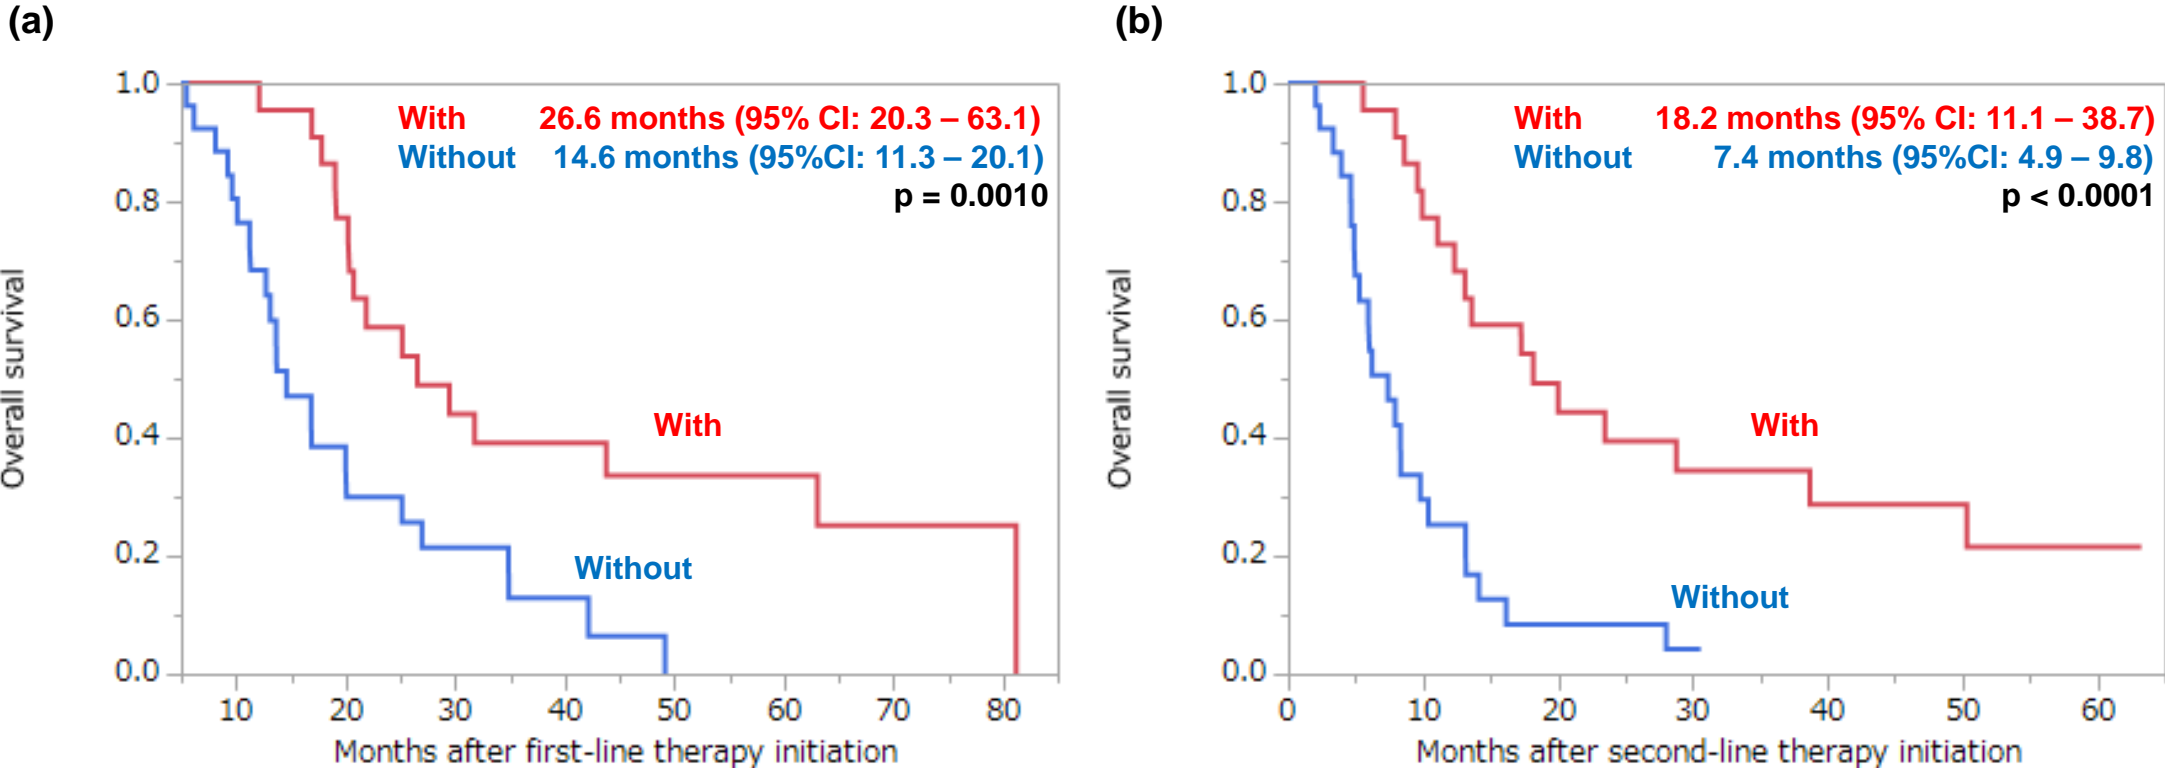 (a)
Overall survival
1.0
0.8
0.6
0.4
0.2
0.0
With 26.6 months (95% CI: 20.3 – 63.1)
Without 14.6 months (95%CI: 11.3 – 20.1)
p = 0.0010
With
Without
10 20 30 40 50 60 70 80
Months after first-line therapy initiation
(b)
Overall survival
1.0
0.8
0.6
0.4
0.2
0.0
With 18.2 months (95% CI: 11.1 – 38.7)
Without 7.4 months (95%CI: 4.9 – 9.8)
p < 0.0001
With
Without
0 10 20 30 40 50 60
Months after second-line therapy initiation